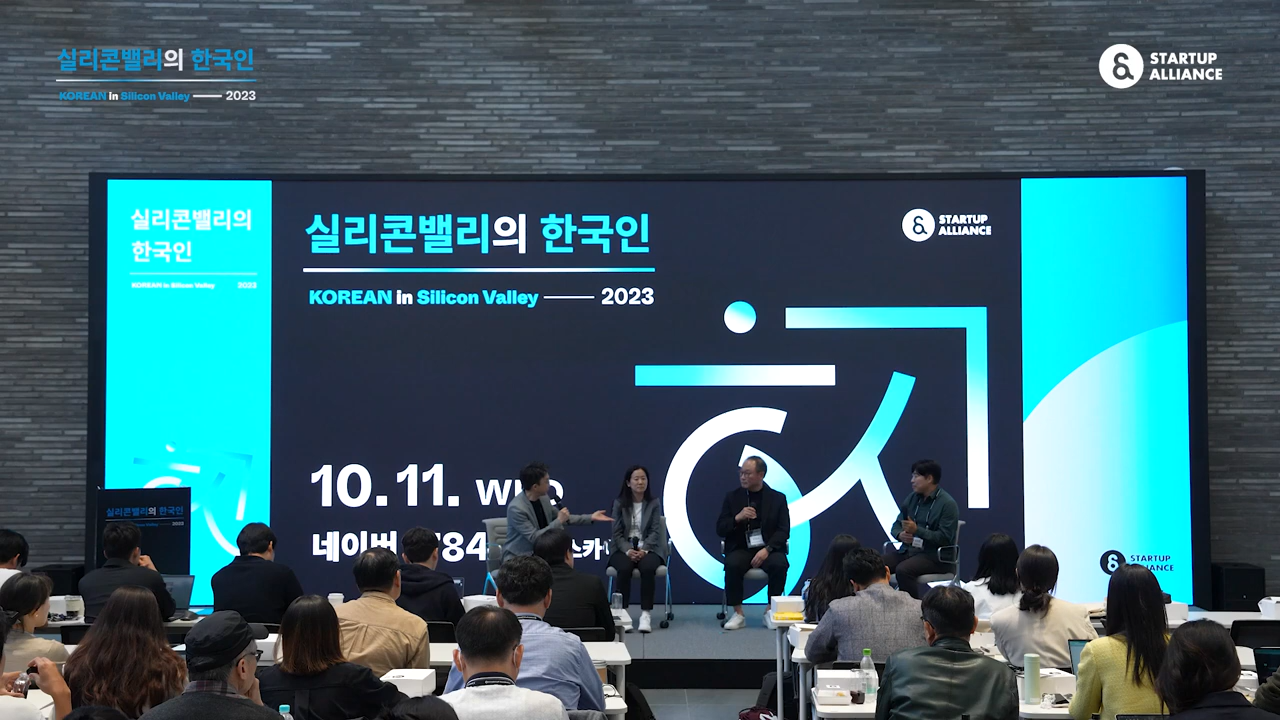 실리콘밸리의 한국인
KOREAN in Silicon Valley 2023
STARTUP
ALLIANCE
실리콘밸리의
한국인
KOREAN in Silicon Valley 2023
실리콘밸리의 한국인
KOREAN in Silicon Valley 2023
STARTUP
ALLIANCE
10.11.
네이버
실리콘밸리의 한국인
STARTUP
ALLIANCE